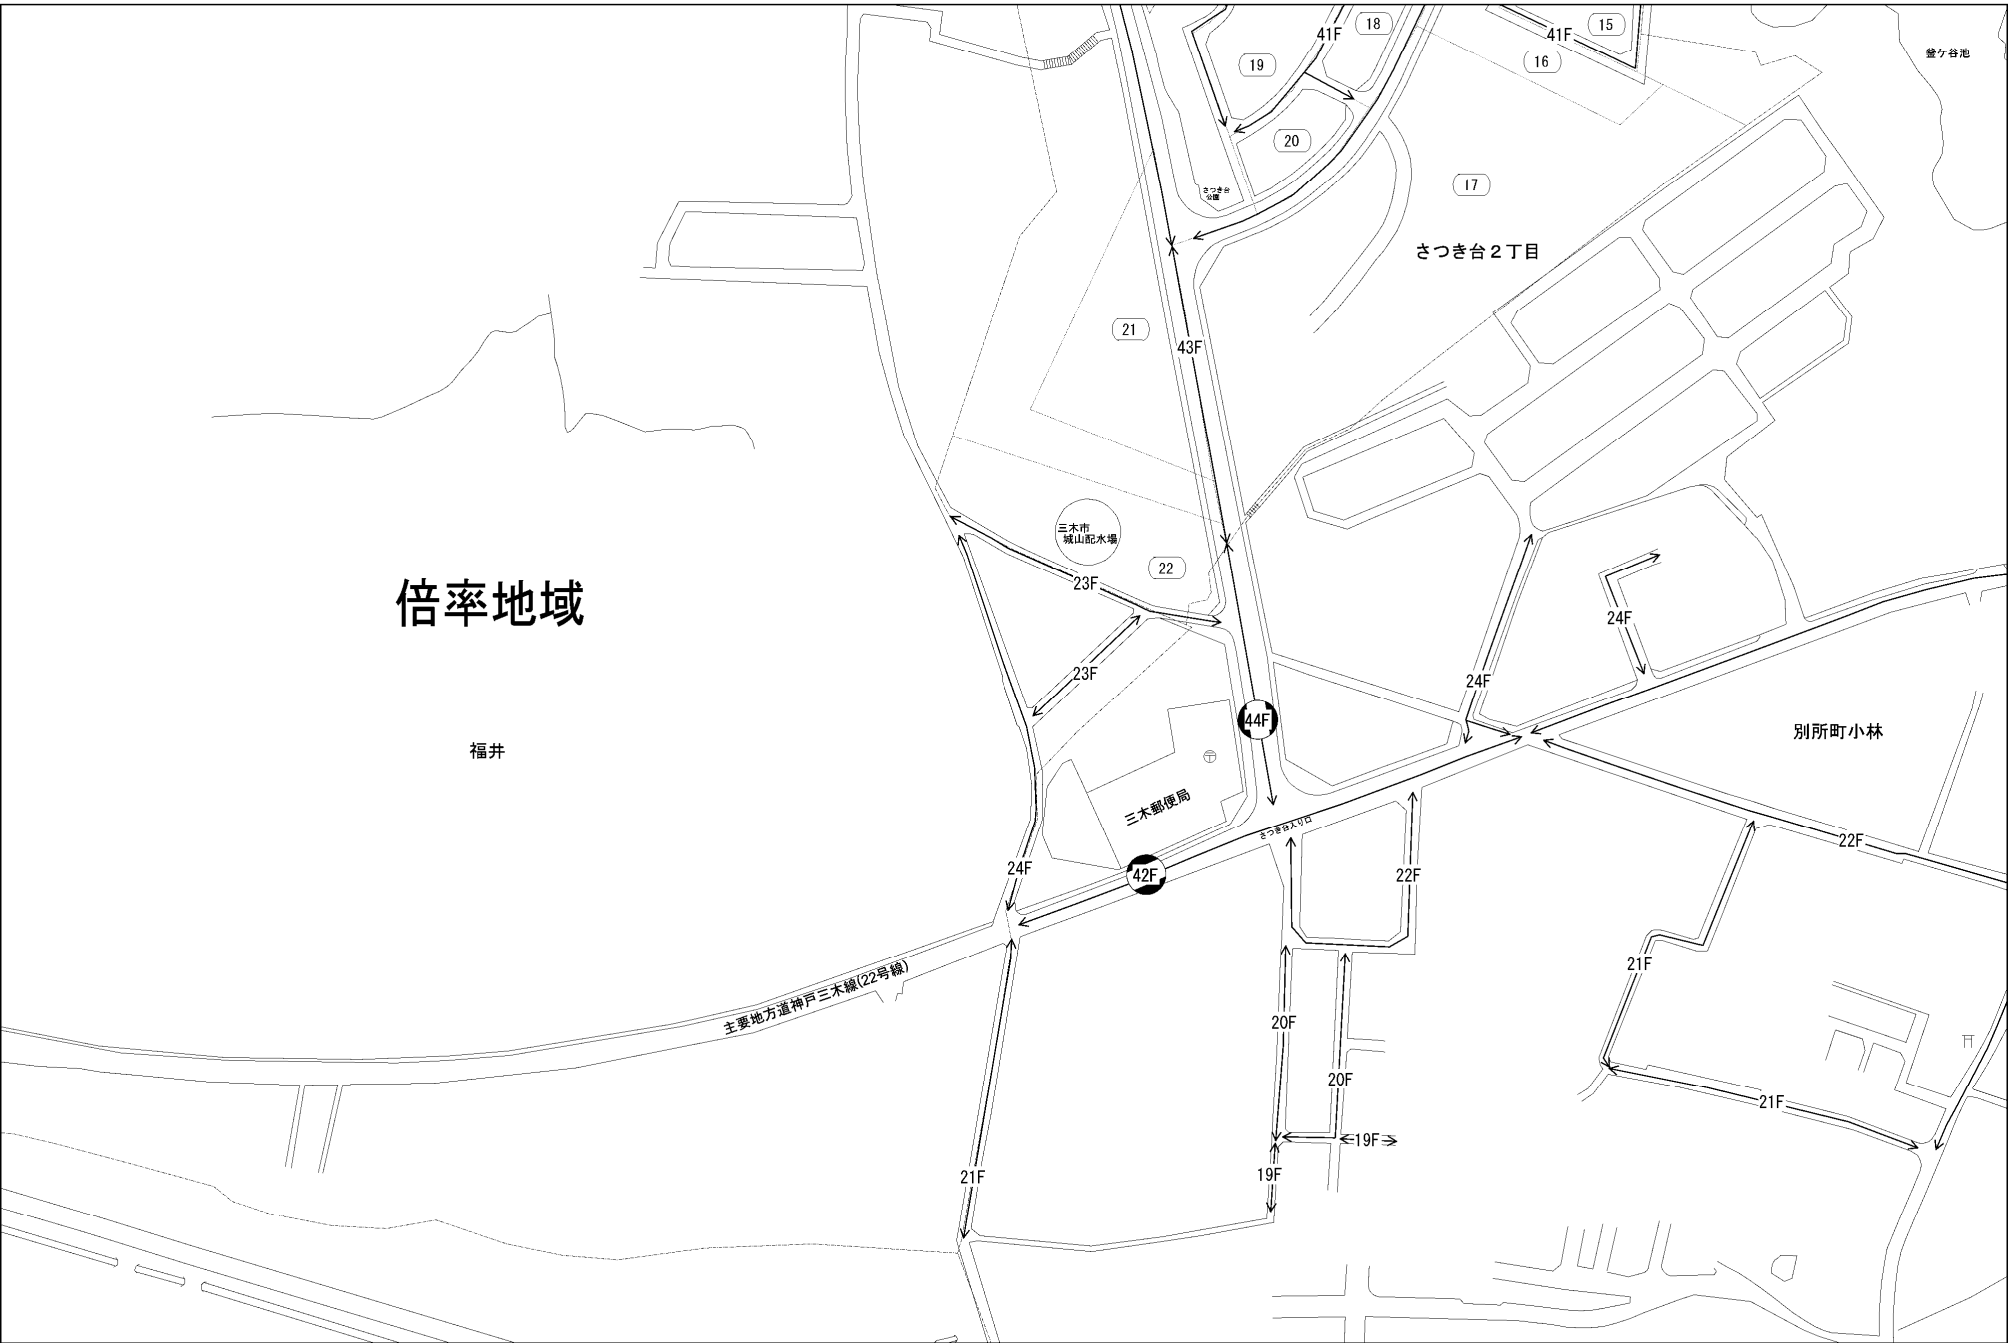 18
15
41F
41F
釜ケ谷池
19
16
20
17
さつき台
公園
さつき台2丁目
21
43F
三木市
城山配水場
22
23F
倍率地域
24F
23F
24F
44F
別所町小林
福井
〒
三木郵便局
さつき台入り口
22F
24F
42F
22F
21F
主要地方道神戸三木線(22号線)
20F
20F
21F
19F
21F
19F